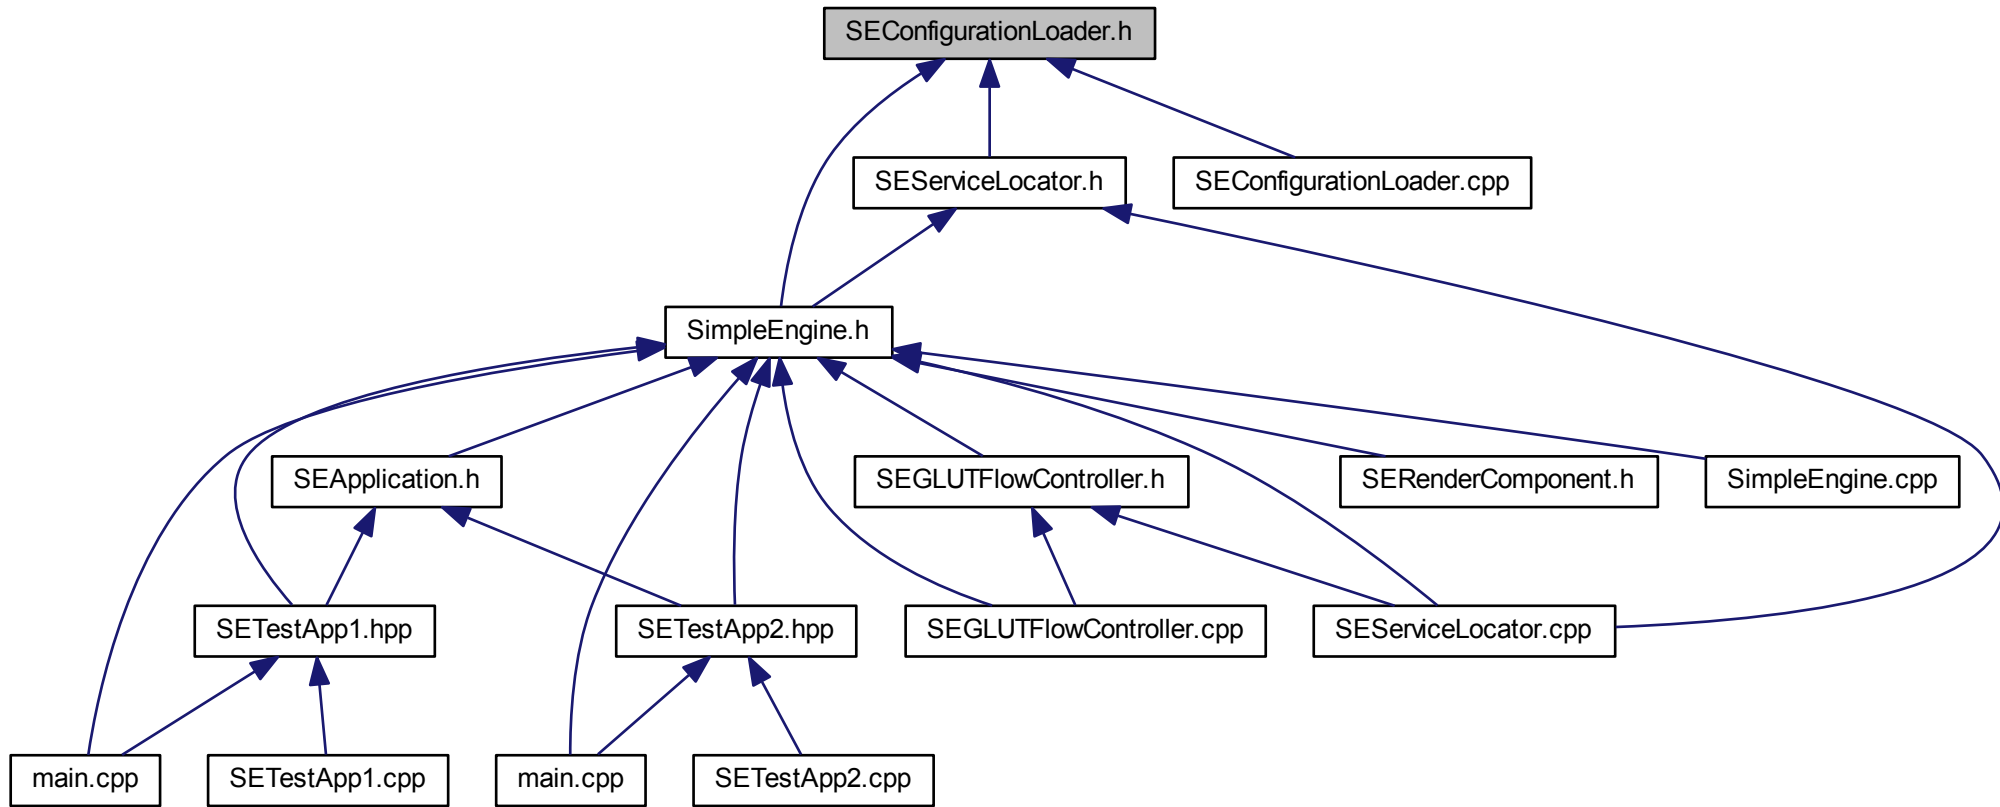 SEConfigurationLoader.h
SEServiceLocator.h
SEConfigurationLoader.cpp
SimpleEngine.h
SEApplication.h
SEGLUTFlowController.h
SERenderComponent.h
SimpleEngine.cpp
SETestApp1.hpp
SETestApp2.hpp
SEGLUTFlowController.cpp
SEServiceLocator.cpp
main.cpp
SETestApp1.cpp
main.cpp
SETestApp2.cpp